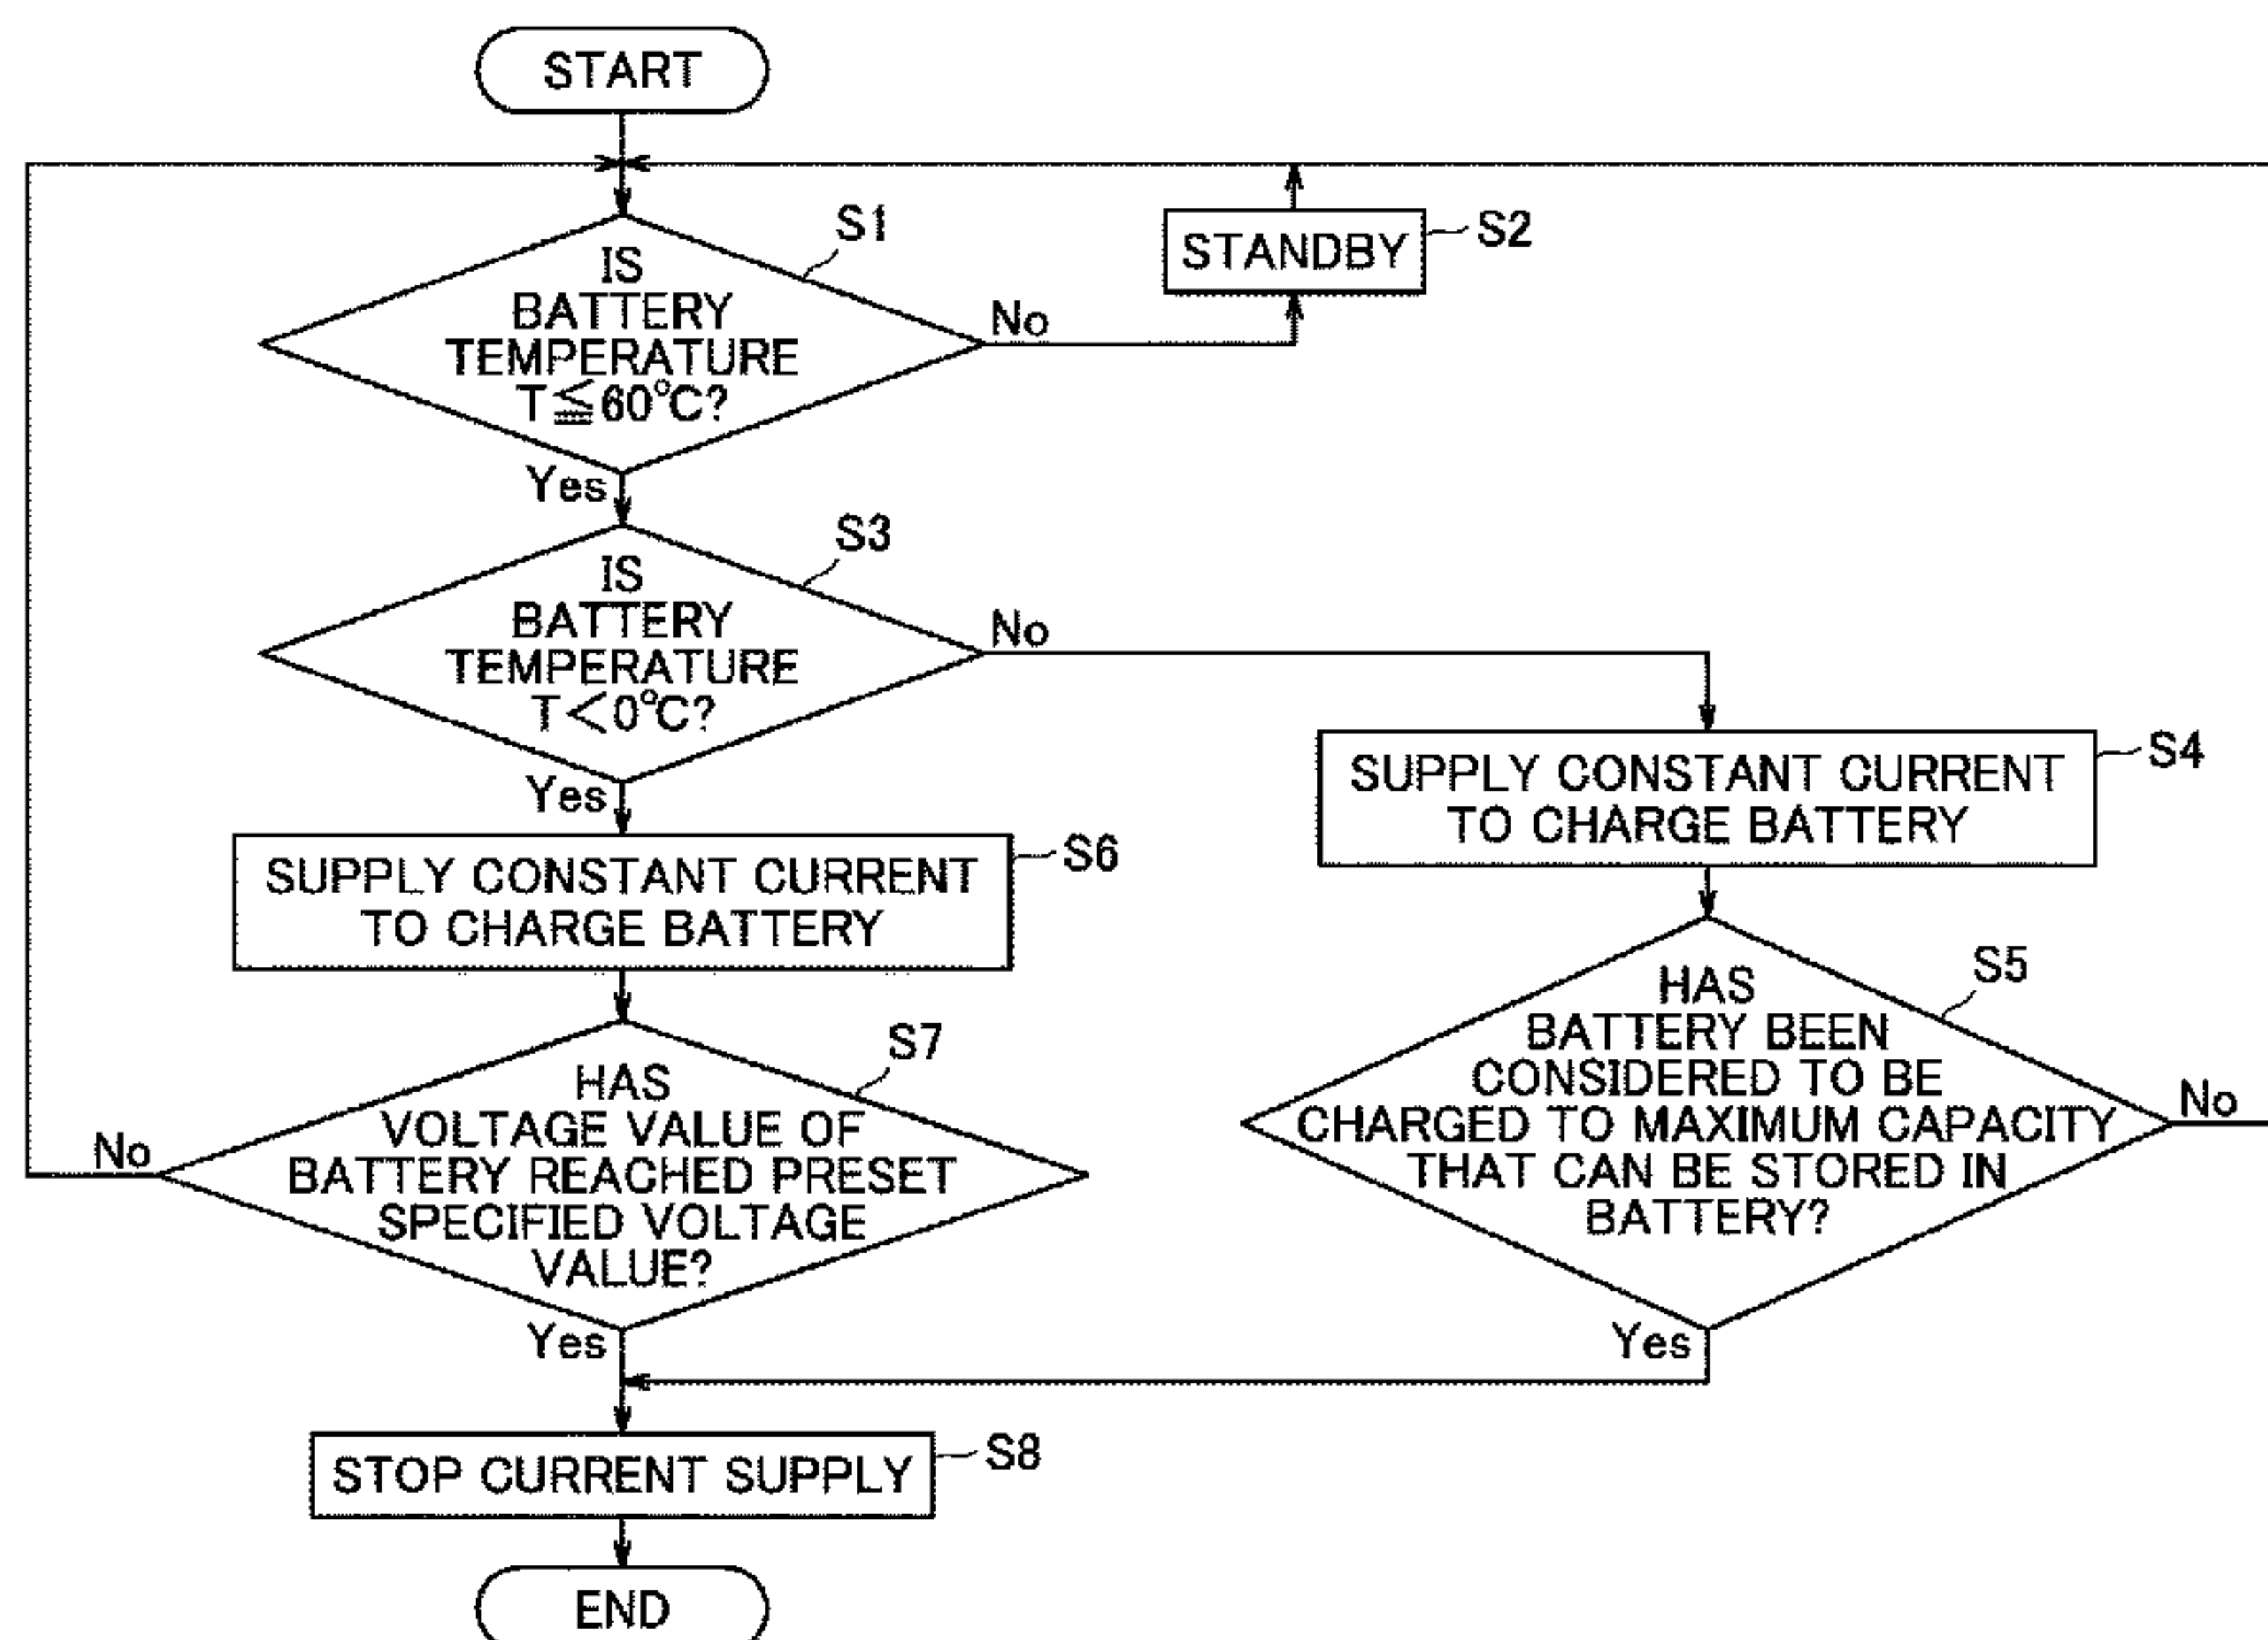 START
S1
IS
BATTERY
TEMPERATURE
T≦60°C?
No
STANDBY
S2
Yes
S3
IS
BATTERY
TEMPERATURE
T<0°C?
No
Yes
SUPPLY CONSTANT CURRENT
TO CHARGE BATTERY
S4
SUPPLY CONSTANT CURRENT
TO CHARGE BATTERY
S6
S5
HAS
BATTERY BEEN
CONSIDERED TO BE
CHARGED TO MAXIMUM CAPACITY
THAT CAN BE STORED IN
BATTERY?
No
Yes
S7
HAS
VOLTAGE VALUE OF
BATTERY REACHED PRESET
SPECIFIED VOLTAGE
VALUE?
No
Yes
STOP CURRENT SUPPLY
S8
END